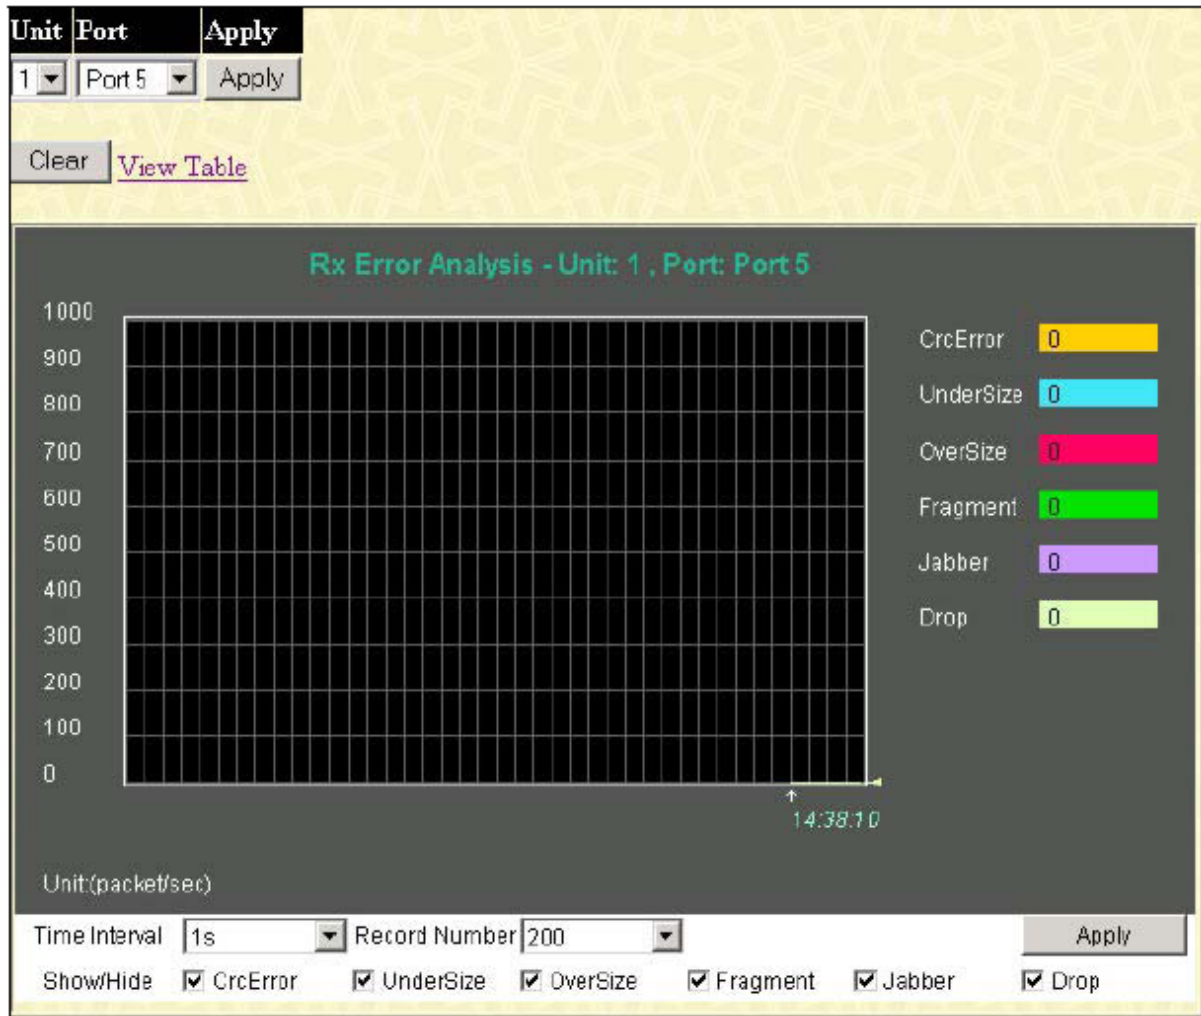 Unit Port Apply
1 Port 5 Apply
Clear View Table
Rx Error Analysis - Unit: 1 , Port: Port 5
1000
900
800
700
600
500
400
300
200
100
0
CrcError 0
UnderSize 0
OverSize 0
Fragment 0
Jabber 0
Drop 0
14:38:10
Unit:(packet/sec)
Time Interval 1s Record Number 200 Apply
Show/Hide CrcError UnderSize OverSize Fragment Jabber Drop